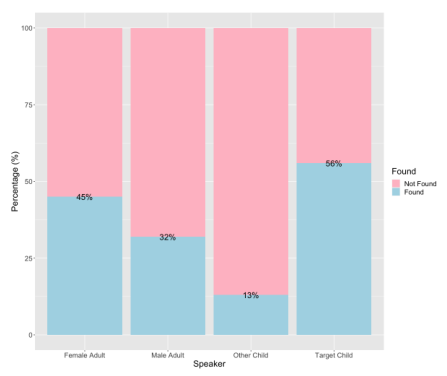 100
75
50
25
0
Percentage (%)
45%
32%
13%
56%
Female Adult
Male Adult
Other Child
Target Child
Speaker
Found
Not Found
Found